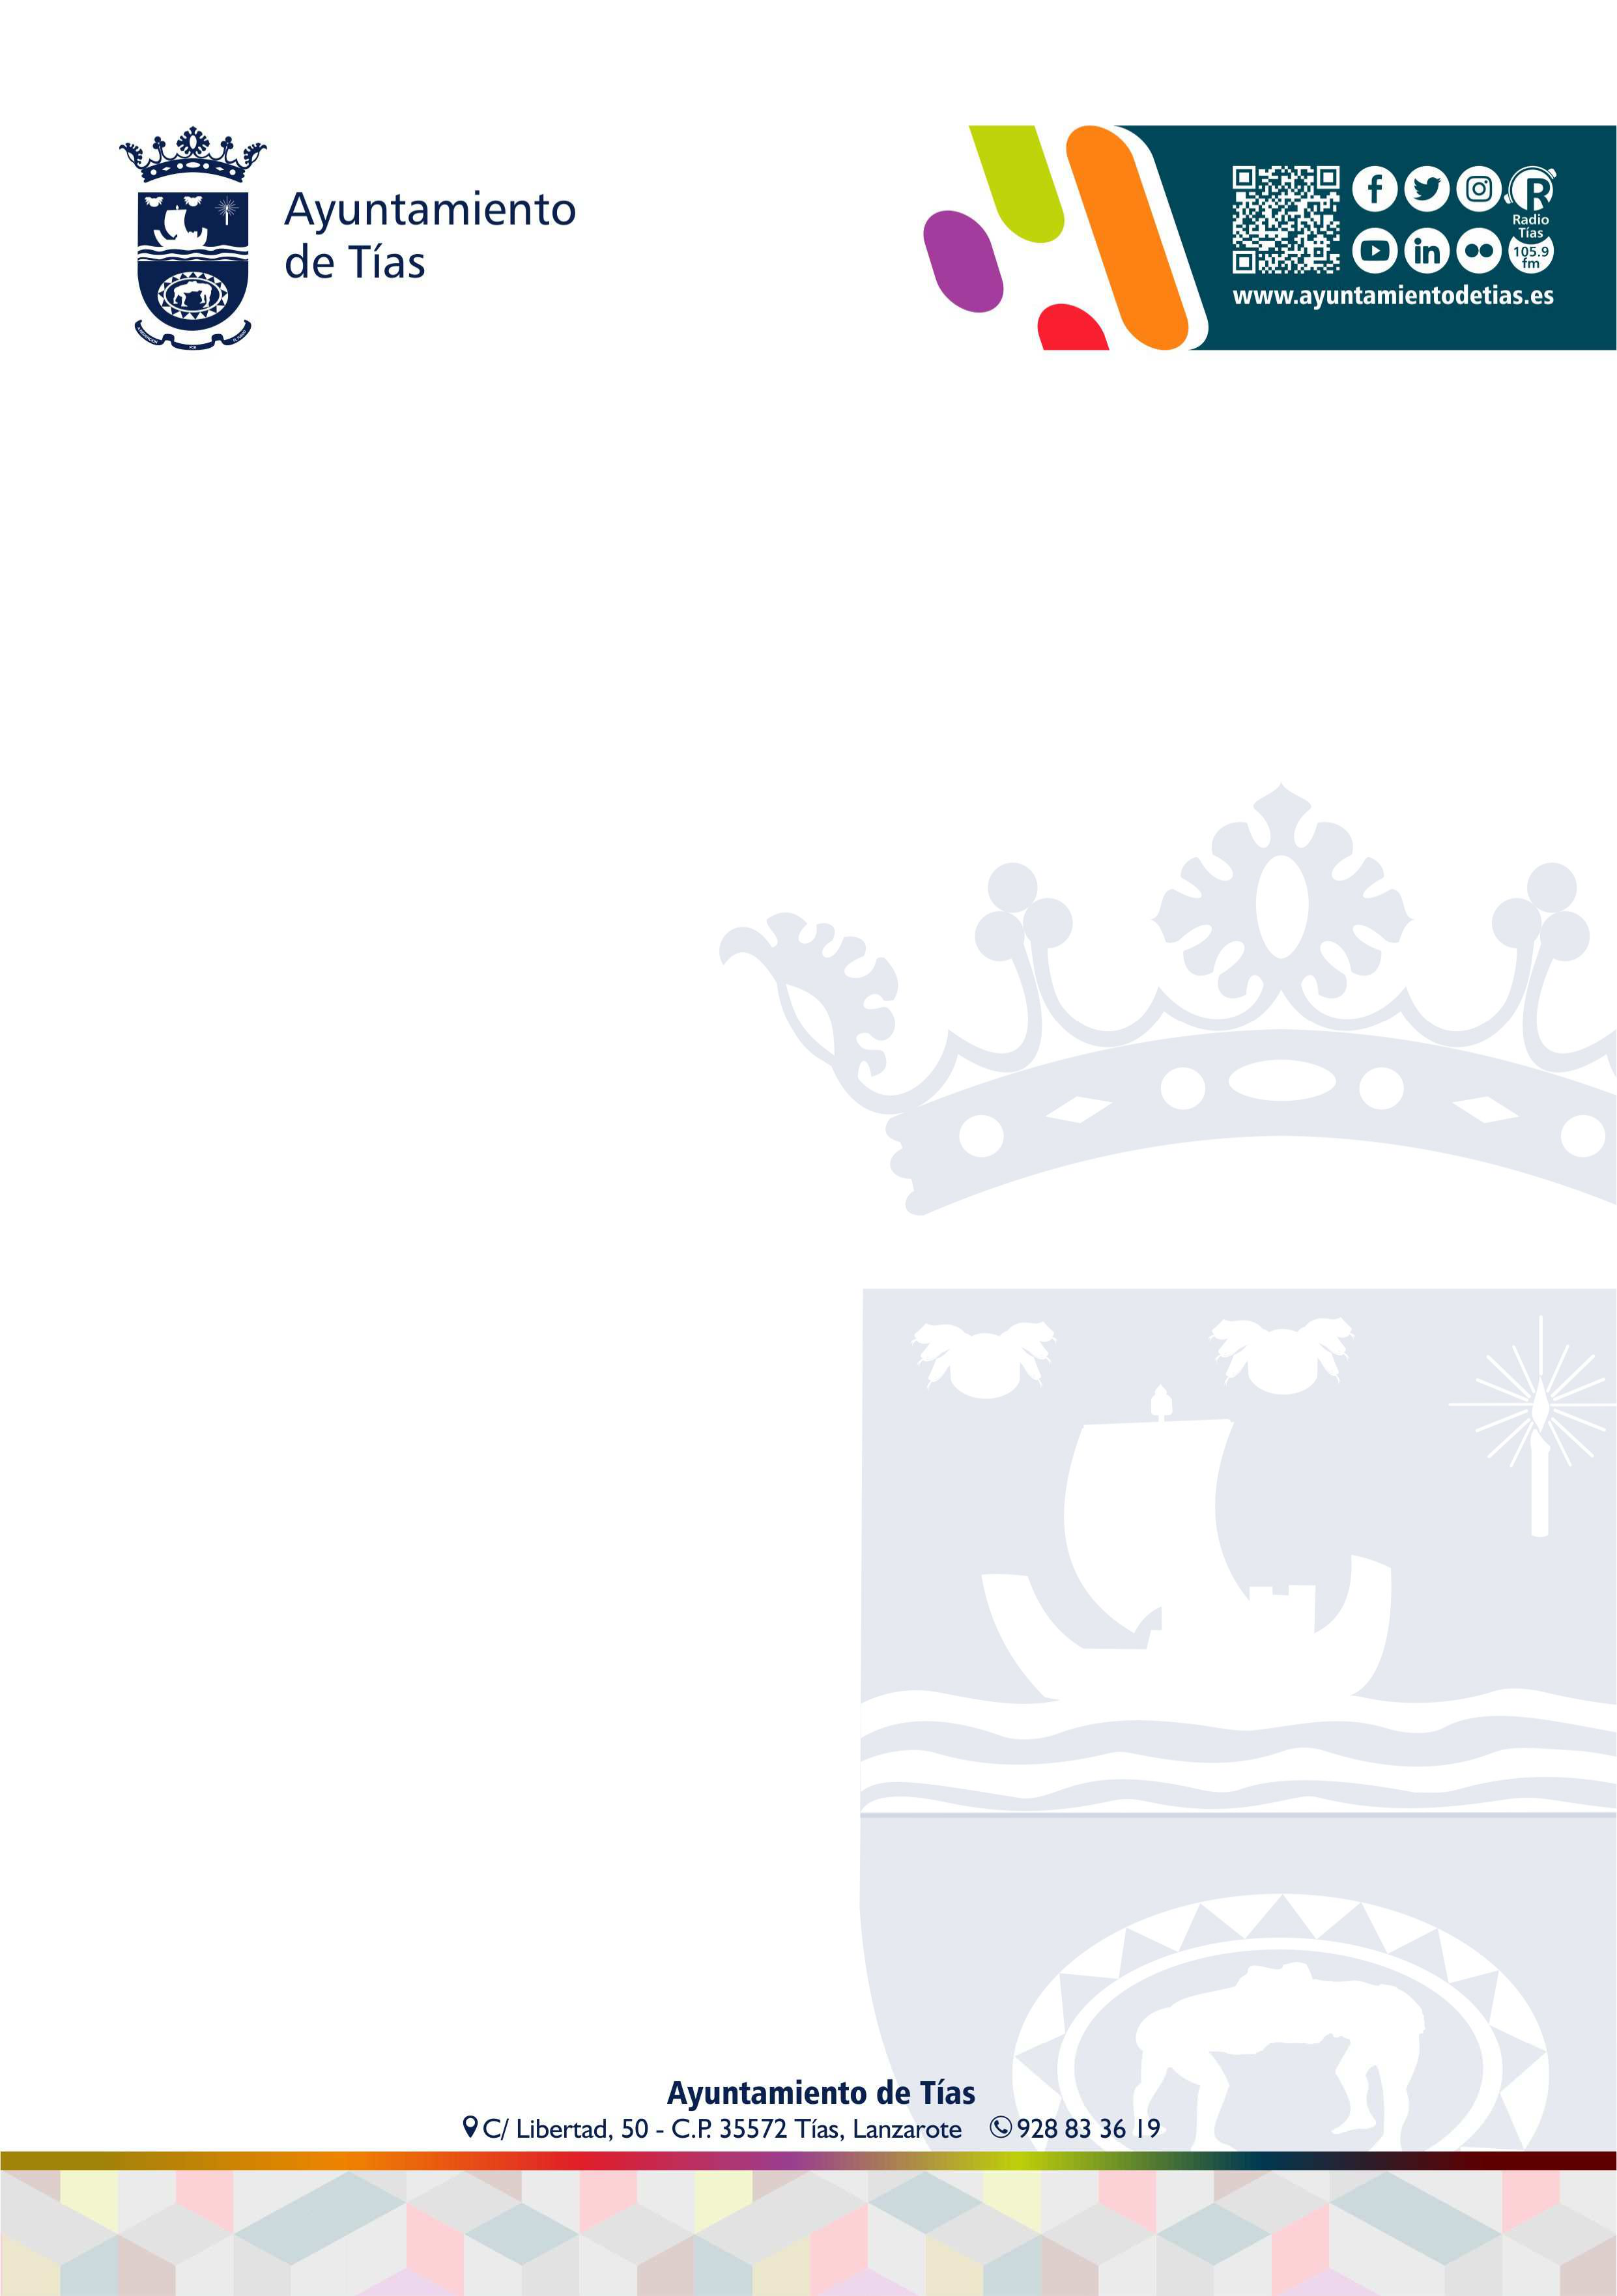 Ayuntamiento
de Tías
Radio
Tías
105.9
fm
www.ayuntamientodetias.es
Ayuntamiento de Tías
C/ Libertad, 50 - C.P. 35572 Tías, Lanzarote 928 83 36 19